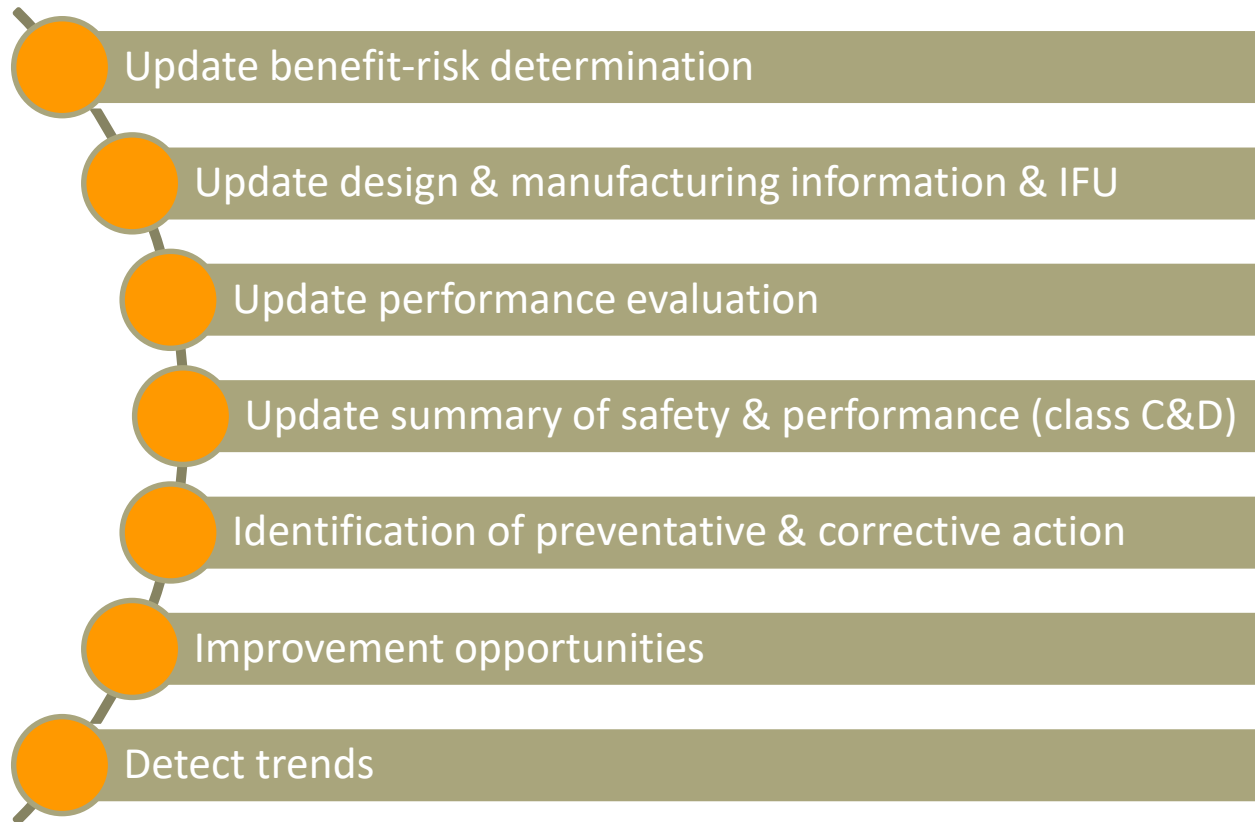 Update benefit-risk determination
Update design & manufacturing information & IFU
Update performance evaluation
Update summary of safety & performance (class C&D)
Identification of preventative & corrective action
Improvement opportunities
Detect trends